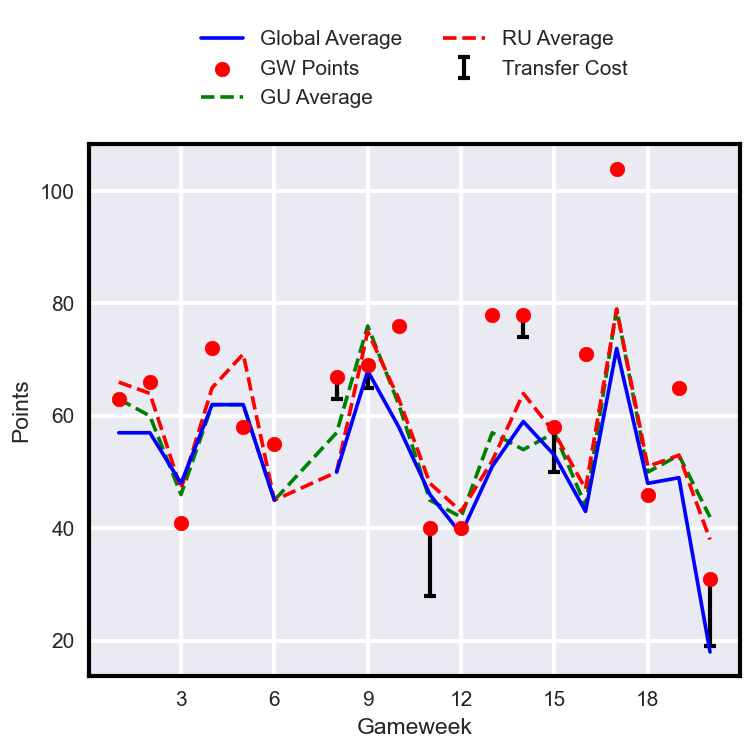 Global Average
GW Points
GU Average
RU Average
Transfer Cost
Points
100
80
60
40
20
3 6 9 12 15 18
Gameweek